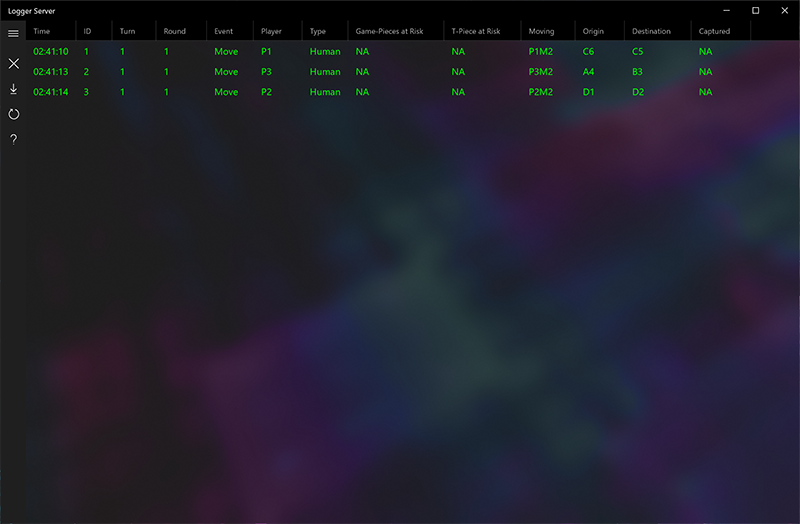 Logger Server
Time ID Turn Round Event Player Type Game-Pieces at Risk T-Piece at Risk Moving Origin Destination Captured
02:41:10 1 1 1 Move P1 Human NA NA P1M2 C6 C5 NA
02:41:13 2 1 1 Move P3 Human NA NA P3M2 A4 B3 NA
02:41:14 3 1 1 Move P2 Human NA NA P2M2 D1 D2 NA
?